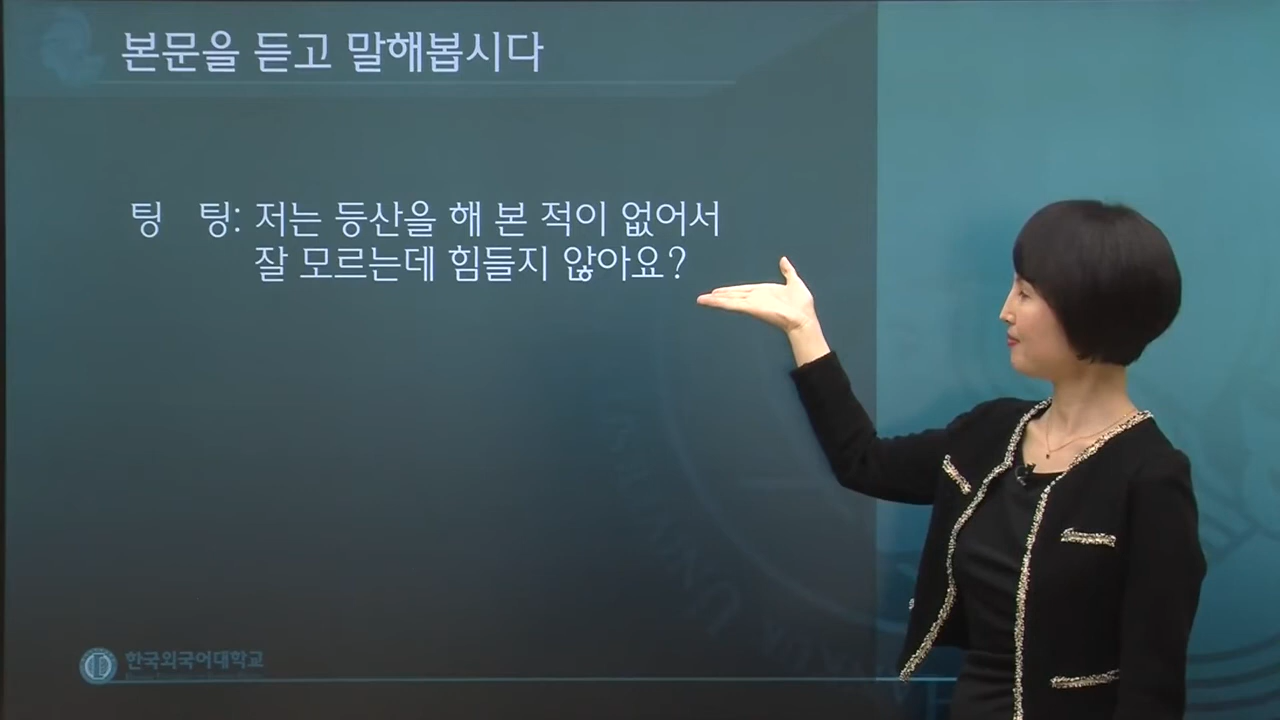 본문을 듣고 말해봅시다
팅 팅: 저는 등산을 해 본 적이 없어서
잘 모르는데 힘들지 않아요?
한국외국어대학교